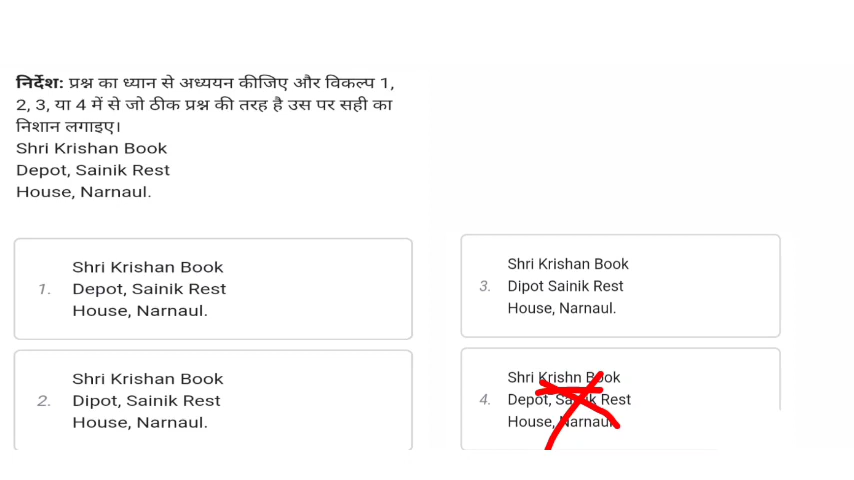 निर्देश: प्रश्न का ध्यान से अध्ययन कीजिए और विकल्प 1,
2, 3, या 4 में से जो ठीक प्रश्न की तरह है उस पर सही का
निशान लगाइए।
Shri Krishan Book
Depot, Sainik Rest
House, Narnaul.
1.
Shri Krishan Book
Depot, Sainik Rest
House, Narnaul.
2.
Shri Krishan Book
Dipot, Sainik Rest
House, Narnaul.
3.
Shri Krishan Book
Dipot Sainik Rest
House, Narnaul.
4.
Shri Krishn Book
Depot, Sainik Rest
House, Narnaul.